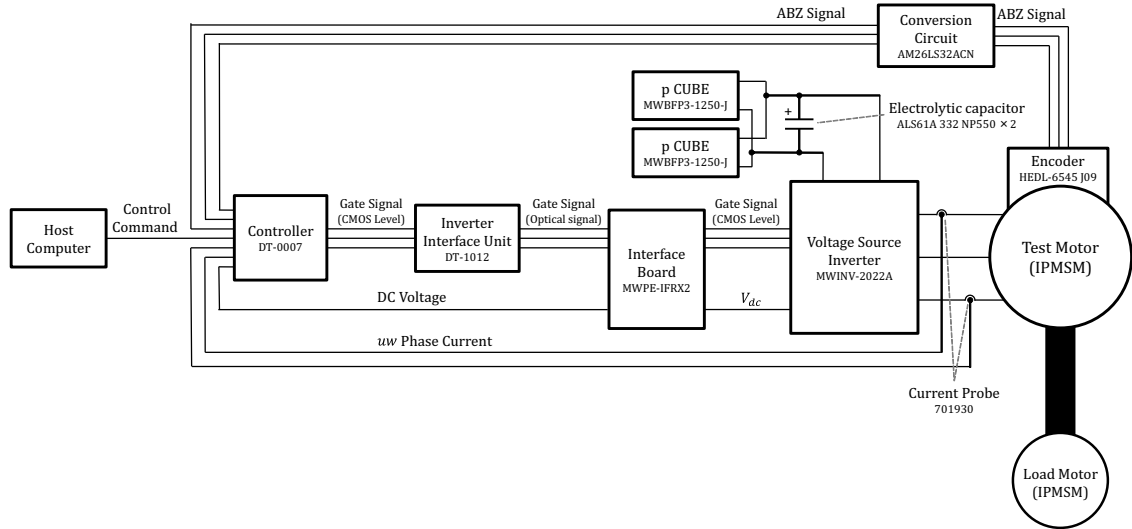 ABZ Signal
Conversion
Circuit
AM26LS32ACN
ABZ Signal
p CUBE
MWBFP3-1250-J
p CUBE
MWBFP3-1250-J
+
Electrolytic capacitor
ALS61A 332 NP550 × 2
Encoder
HEDL-6545 J09
Host
Computer
Control
Command
Controller
DT-0007
Gate Signal
(CMOS Level)
Inverter
Interface Unit
DT-1012
Gate Signal
(Optical signal)
Interface
Board
MWPE-IFRX2
Gate Signal
(CMOS Level)
Voltage Source
Inverter
MWINV-2022A
Test Motor
(IPMSM)
DC Voltage
Vdc
uw Phase Current
Current Probe
701930
Load Motor
(IPMSM)